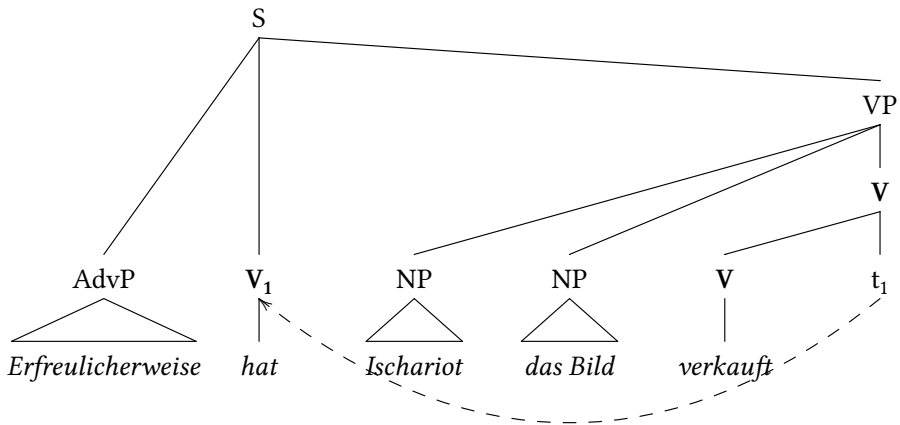 S
VP
V
AdvP V₁ NP NP V t₁
Erfreulicherweise hat Ischariot das Bild verkauft